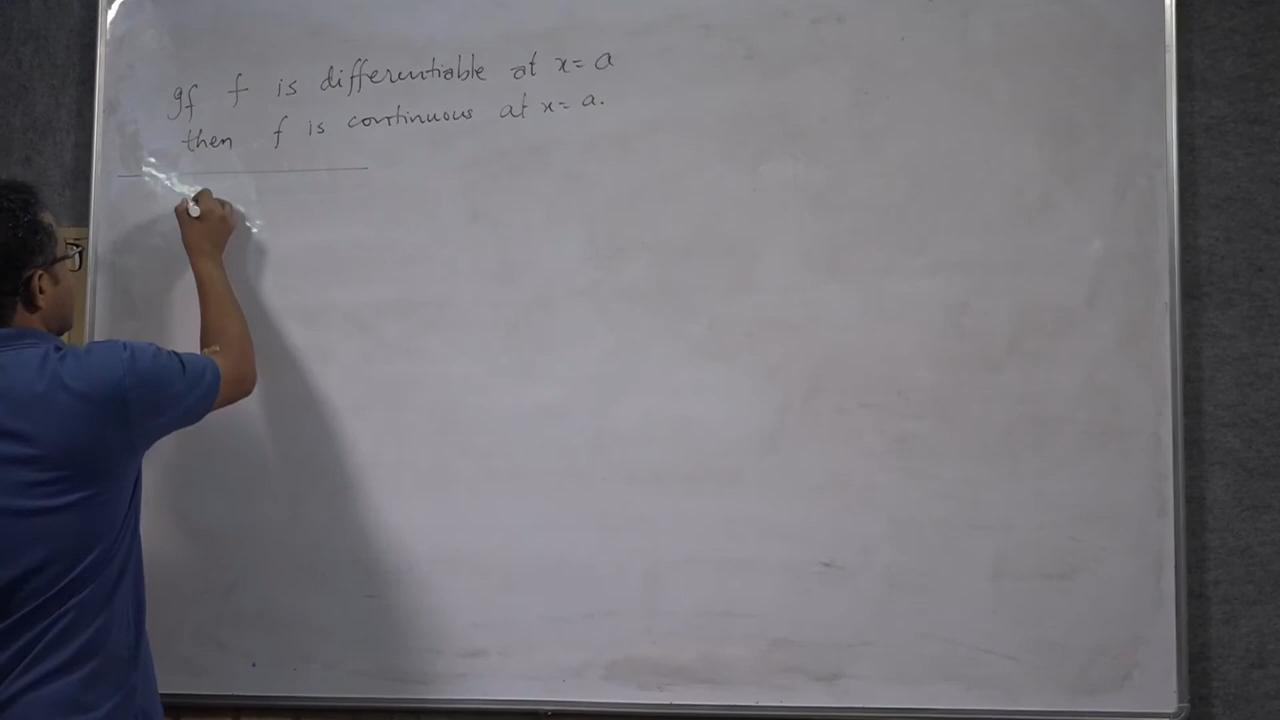 If f is differentiable at x = a
then f is continuous at x = a.